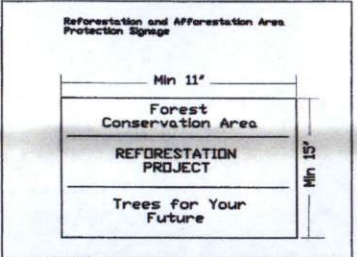 Reforestation and Afforestation Area
Protection Signage
Min 11"
Forest
Conservation Area
REFORESTATION
PROJECT
Trees for Your
Future
Min 15"